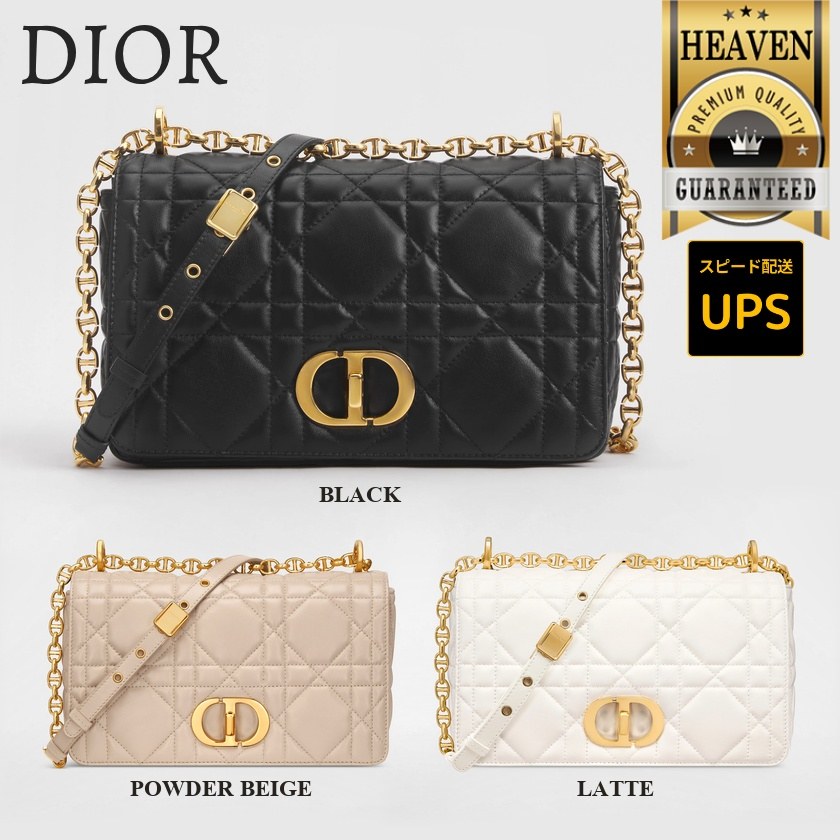 DIOR
HEAVEN
PREMIUM QUALITY
GUARANTEED
スピード配送
UPS
BLACK
POWDER BEIGE
LATTE